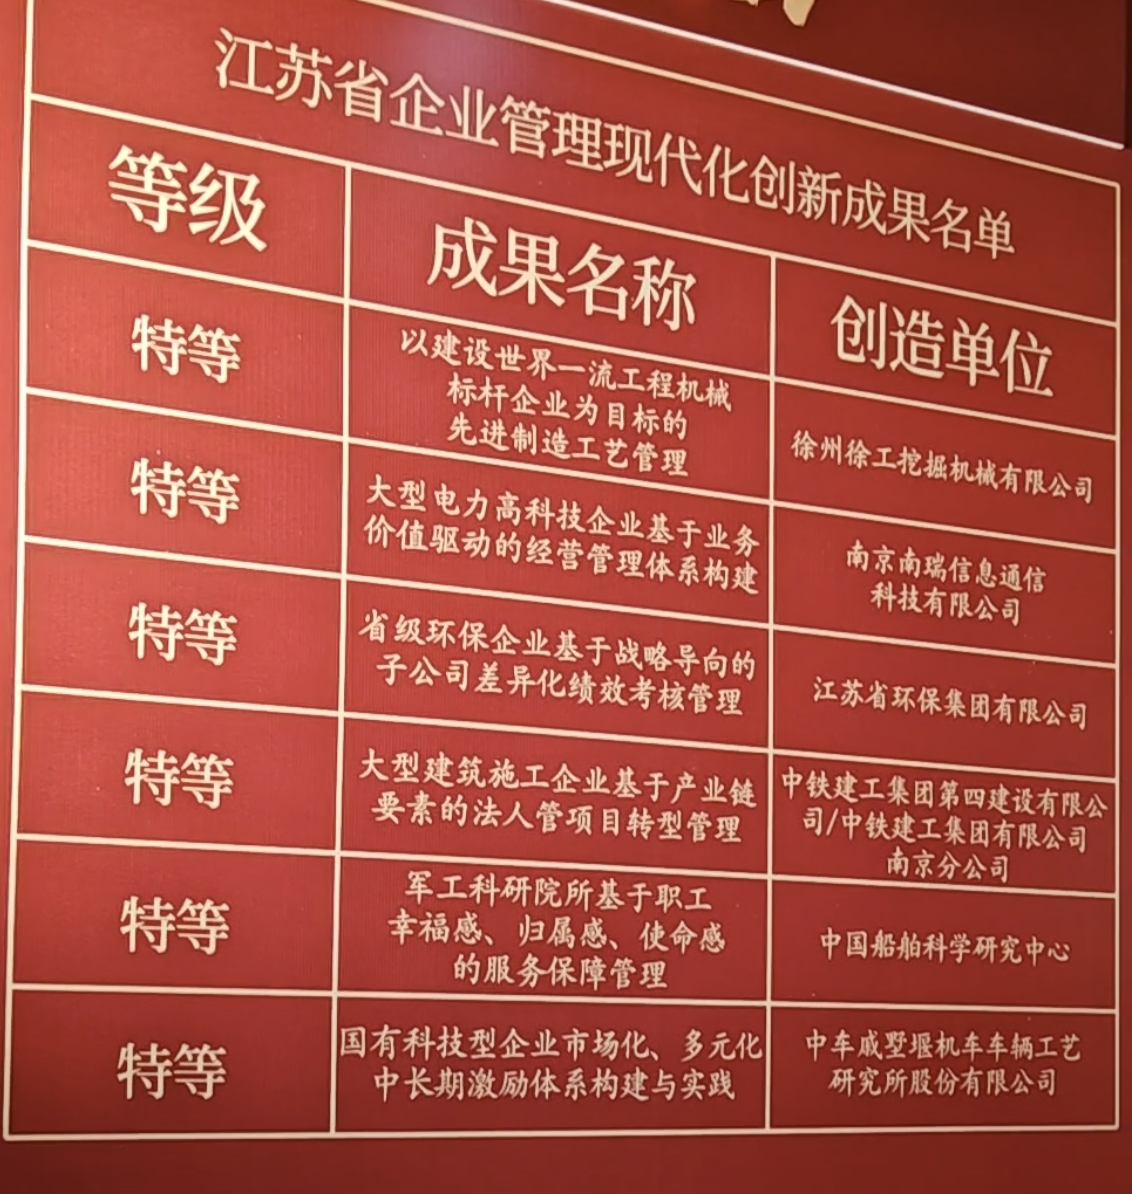 江苏省企业管理现代化创新成果名单
等级
成果名称
创造单位
特等
以建设世界一流工程机械
标杆企业为目标的
先进制造工艺管理
徐州徐工挖掘机械有限公司
特等
大型电力高科技企业基于业务
价值驱动的经营管理体系构建
南京南瑞信息通信
科技有限公司
特等
省级环保企业基于战略导向的
子公司差异化绩效考核管理
江苏省环保集团有限公司
特等
大型建筑施工企业基于产业链
要素的法人管项目转型管理
中铁建工集团第四建设有限公
司/中铁建工集团有限公司
南京分公司
特等
军工科研院所基于职工
幸福感、归属感、使命感
的服务保障管理
中国船舶科学研究中心
特等
国有科技型企业市场化、多元化
中长期激励体系构建与实践
中车戚墅堰机车车辆工艺
研究所股份有限公司